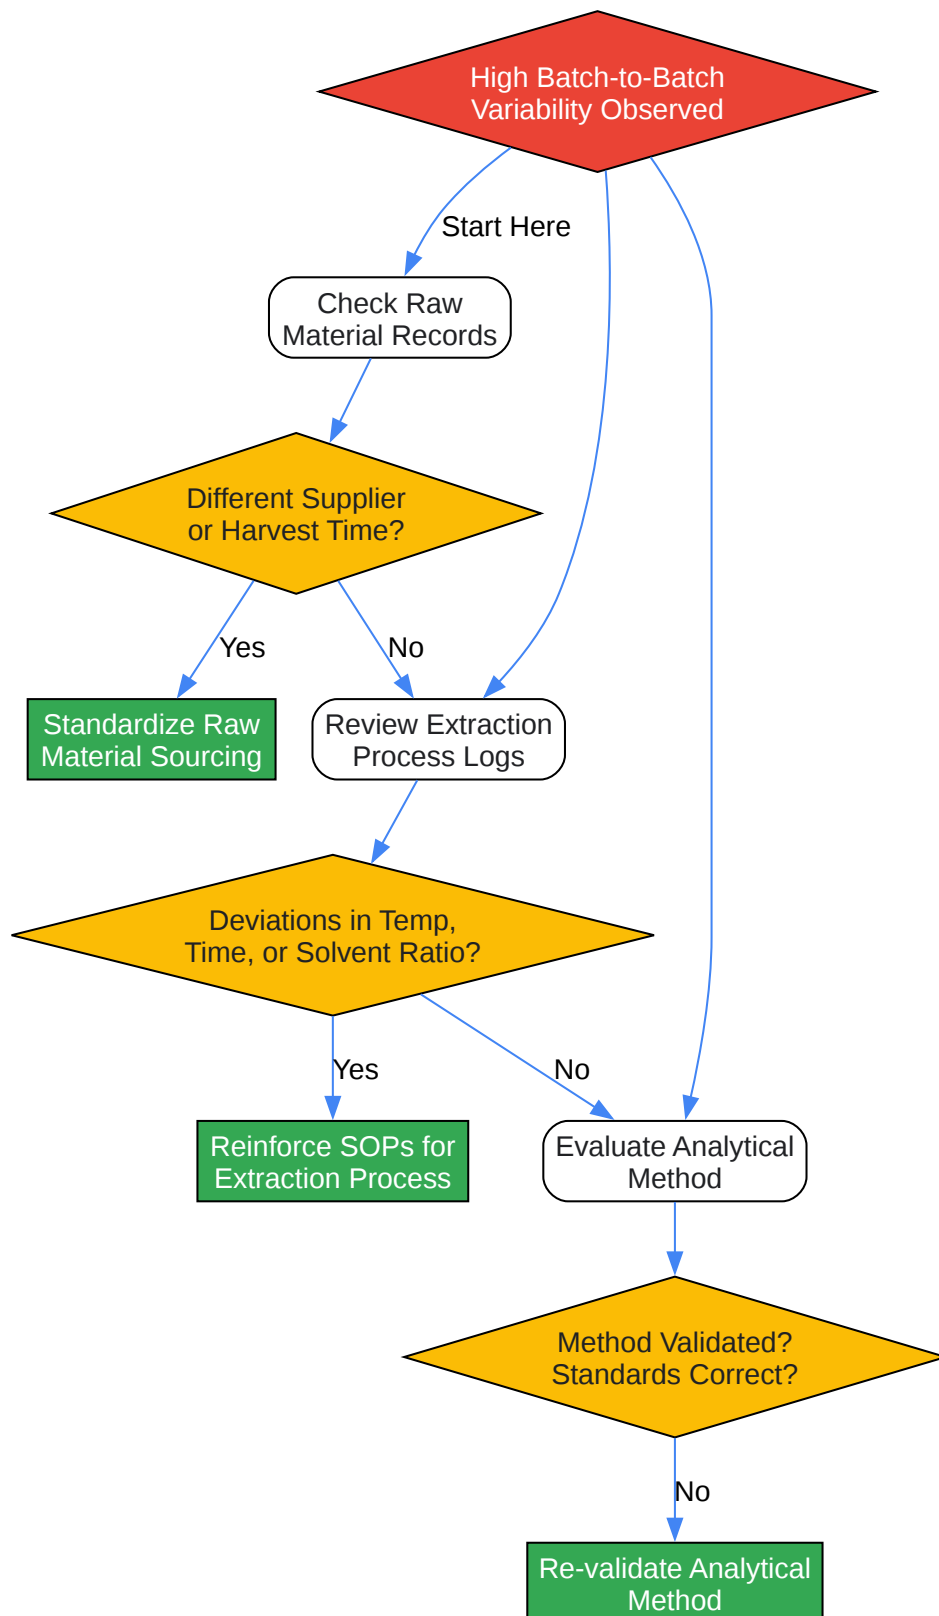 High Batch-to-Batch
Variability Observed
Start Here
Check Raw
Material Records
Different Supplier
or Harvest Time?
Yes
No
Standardize Raw
Material Sourcing
Review Extraction
Process Logs
Deviations in Temp,
Time, or Solvent Ratio?
Yes
No
Reinforce SOPs for
Extraction Process
Evaluate Analytical
Method
Method Validated?
Standards Correct?
No
Re-validate Analytical
Method